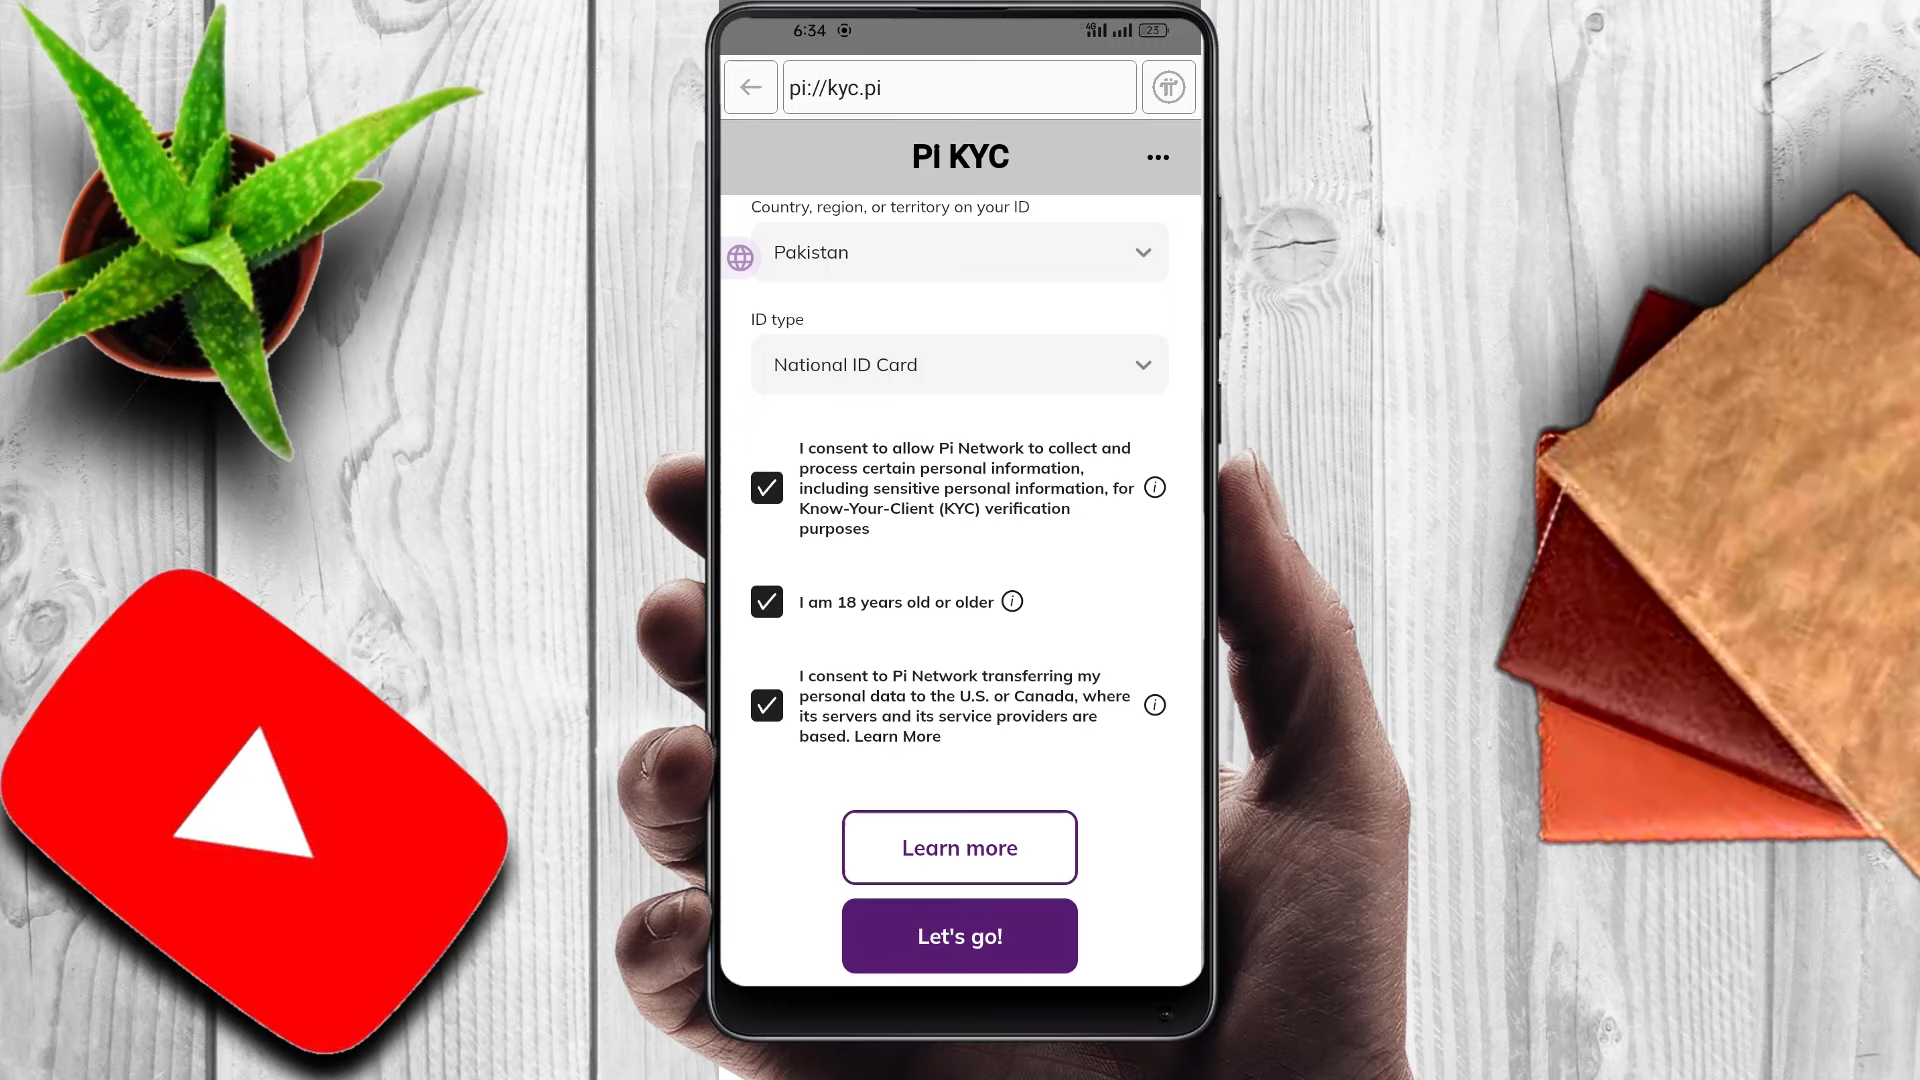 6:34
4G
23
pi://kyc.pi
Pi KYC
Country, region, or territory on your ID
Pakistan
ID type
National ID Card
I consent to allow Pi Network to collect and
process certain personal information,
including sensitive personal information, for
Know-Your-Client (KYC) verification
purposes
I am 18 years old or older
I consent to Pi Network transferring my
personal data to the U.S. or Canada, where
its servers and its service providers are
based. Learn More
Learn more
Let's go!